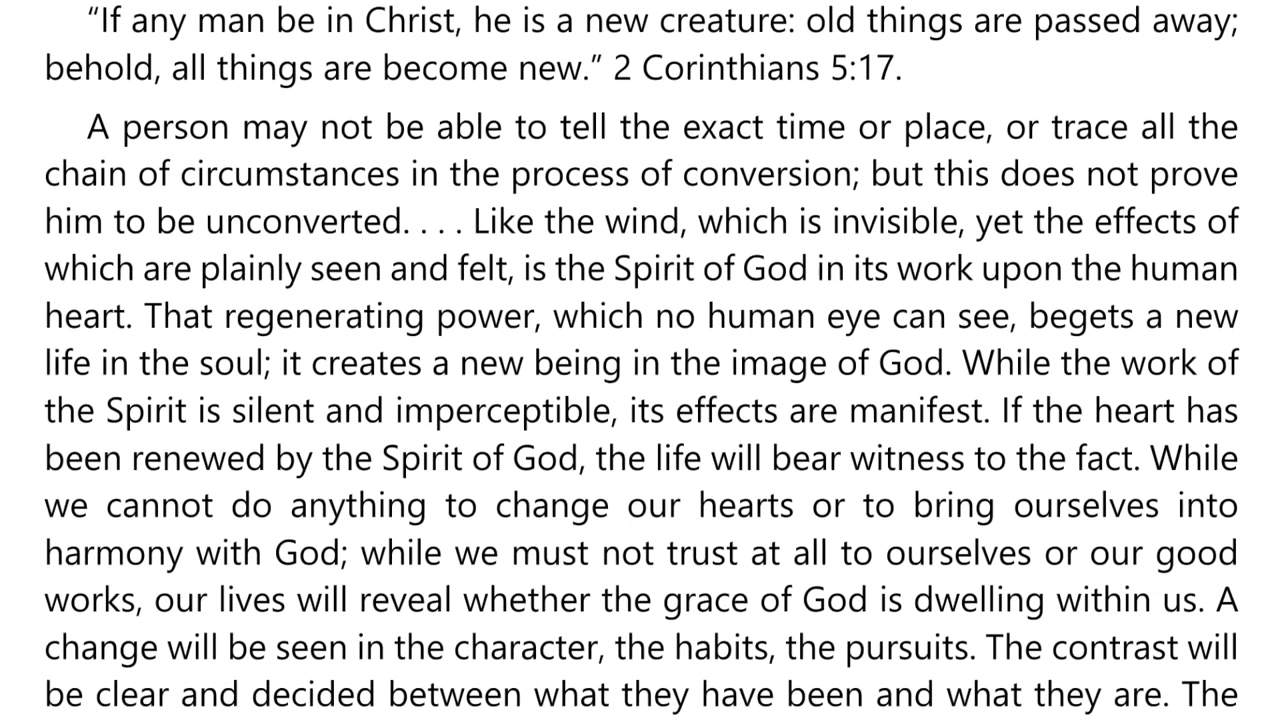 “If any man be in Christ, he is a new creature: old things are passed away;
behold, all things are become new.” 2 Corinthians 5:17.
A person may not be able to tell the exact time or place, or trace all the
chain of circumstances in the process of conversion; but this does not prove
him to be unconverted. . . . Like the wind, which is invisible, yet the effects of
which are plainly seen and felt, is the Spirit of God in its work upon the human
heart. That regenerating power, which no human eye can see, begets a new
life in the soul; it creates a new being in the image of God. While the work of
the Spirit is silent and imperceptible, its effects are manifest. If the heart has
been renewed by the Spirit of God, the life will bear witness to the fact. While
we cannot do anything to change our hearts or to bring ourselves into
harmony with God; while we must not trust at all to ourselves or our good
works, our lives will reveal whether the grace of God is dwelling within us. A
change will be seen in the character, the habits, the pursuits. The contrast will
be clear and decided between what they have been and what they are. The